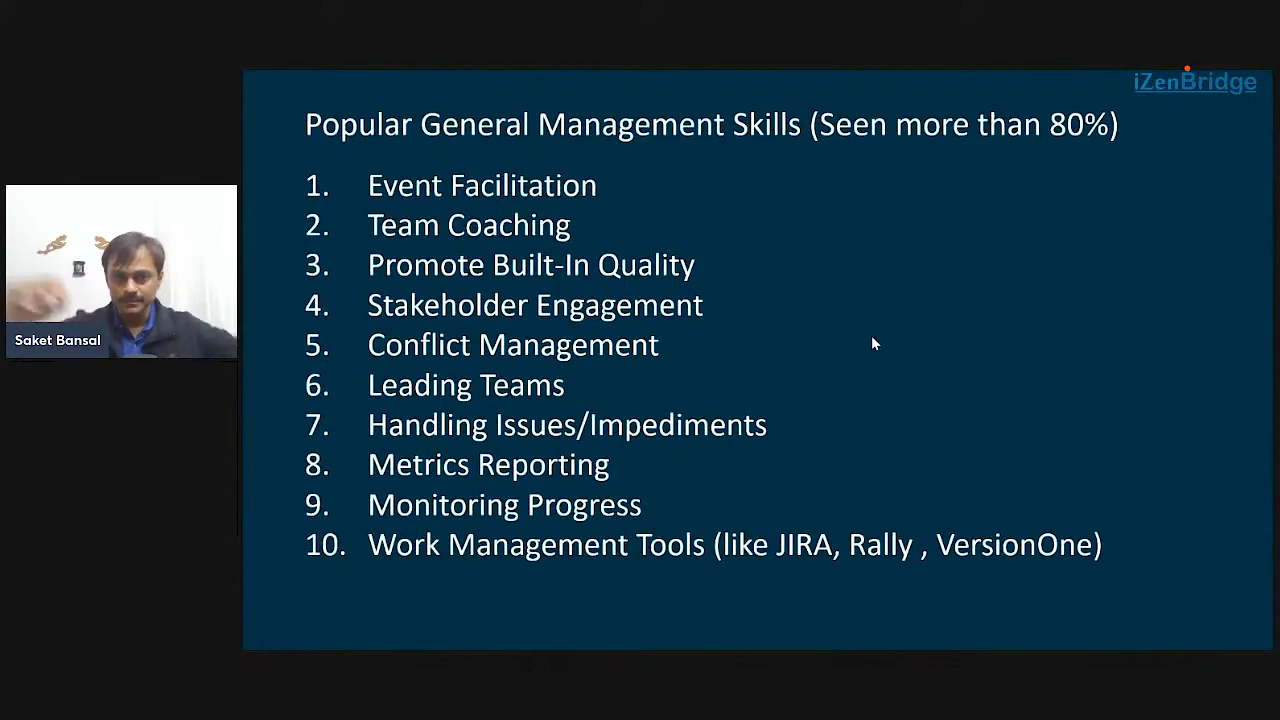 iZenBridge
Popular General Management Skills (Seen more than 80%)
1. Event Facilitation
2. Team Coaching
3. Promote Built-In Quality
4. Stakeholder Engagement
5. Conflict Management
6. Leading Teams
7. Handling Issues/Impediments
8. Metrics Reporting
9. Monitoring Progress
10. Work Management Tools (like JIRA, Rally , VersionOne)
Saket Bansal